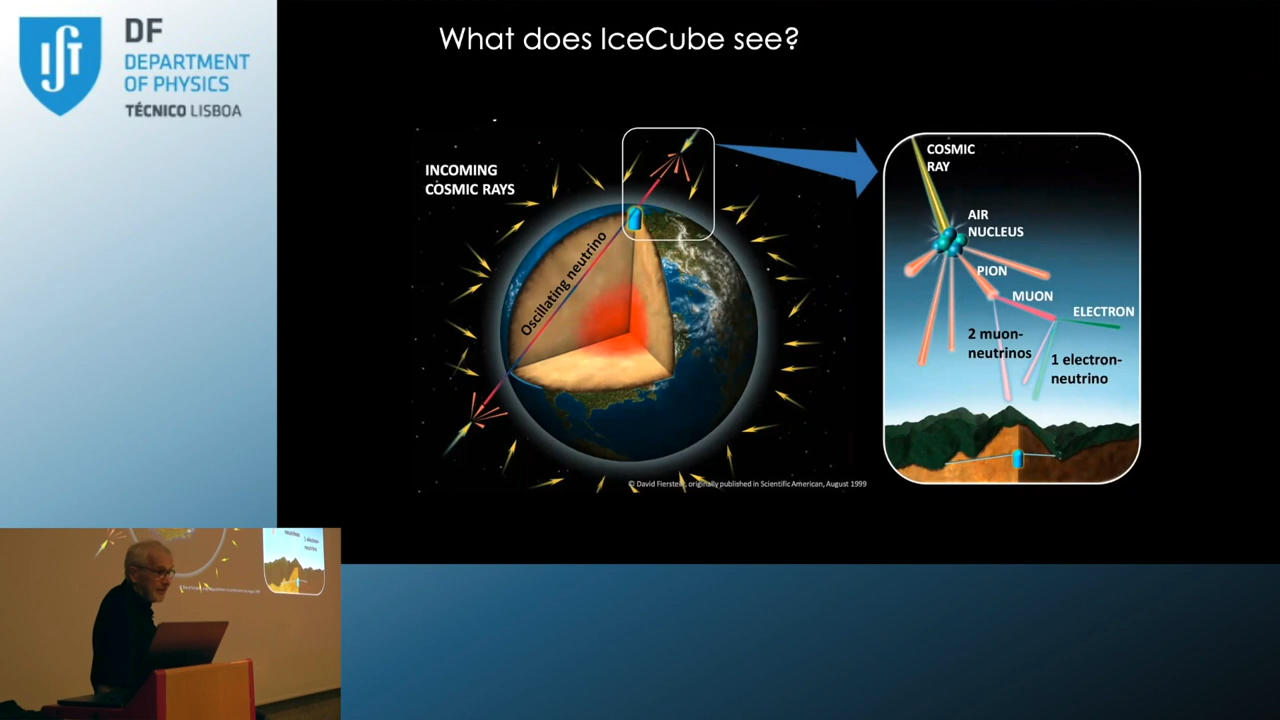 DF
DEPARTMENT
OF PHYSICS
TÉCNICO LISBOA
What does IceCube see?
INCOMING
COSMIC RAYS
Oscillating neutrino
© David Fierstein, originally published in Scientific American, August 1999
COSMIC
RAY
AIR
NUCLEUS
PION
MUON
ELECTRON
2 muon-
neutrinos
1 electron-
neutrino